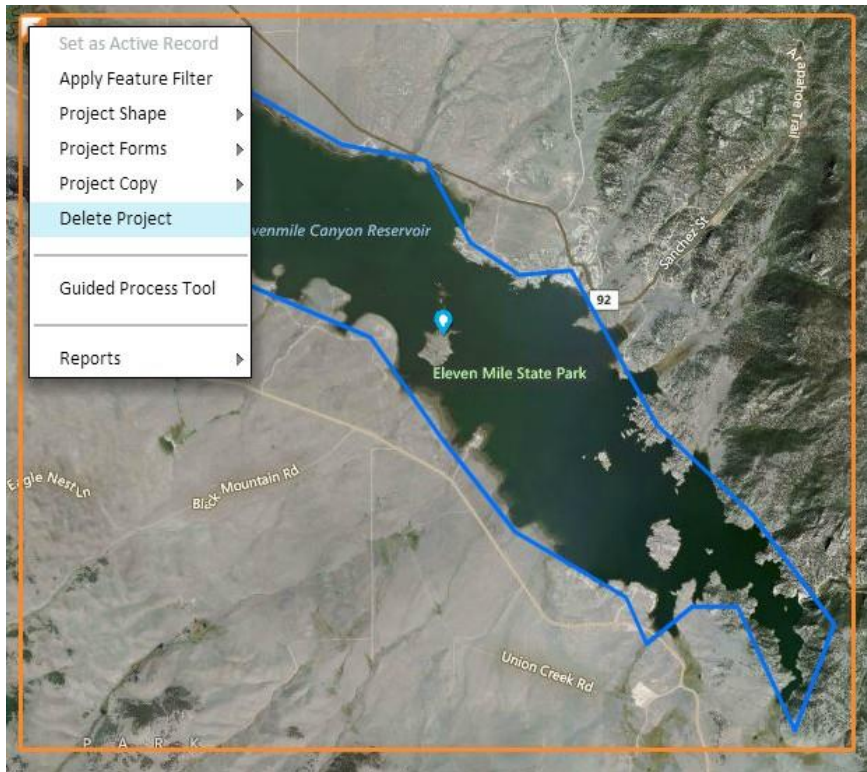 Set as Active Record
Apply Feature Filter
Project Shape
Project Forms
Project Copy
Delete Project
Guided Process Tool
Reports
Arapahoe Trail
venmile Canyon Reservoir
Sanchez St
92
Eleven Mile State Park
Eagle Nest Ln
Black Mountain Rd
Union Creek Rd
P A R K